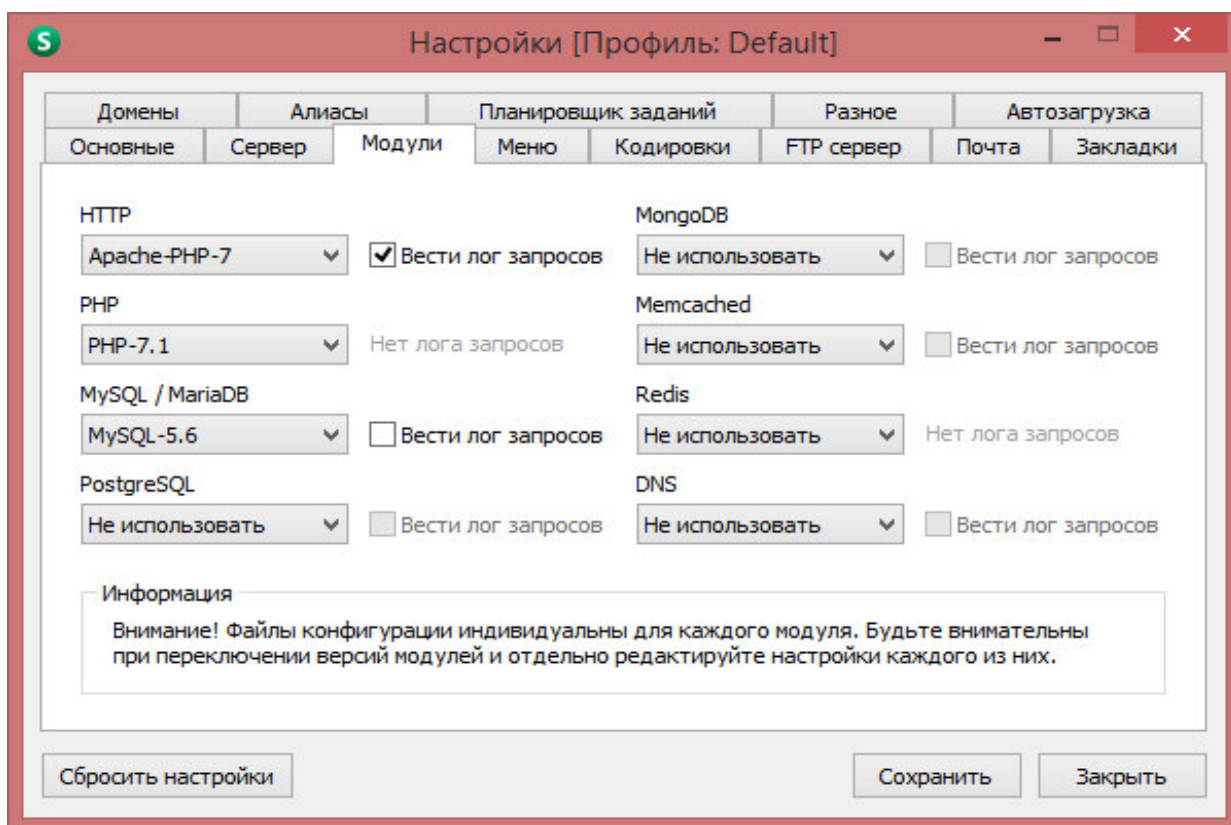 S
Настройки [Профиль: Default]
Домены Алиасы Планировщик заданий Разное Автозагрузка
Основные Сервер Модули Меню Кодировки FTP сервер Почта Закладки
HTTP MongoDB
Apache-PHP-7 Вести лог запросов Не использовать Вести лог запросов
PHP Memcached
PHP-7.1 Нет лога запросов Не использовать Вести лог запросов
MySQL / MariaDB Redis
MySQL-5.6 Вести лог запросов Не использовать Нет лога запросов
PostgreSQL DNS
Не использовать Вести лог запросов Не использовать Вести лог запросов
Информация
Внимание! Файлы конфигурации индивидуальны для каждого модуля. Будьте внимательны
при переключении версий модулей и отдельно редактируйте настройки каждого из них.
Сбросить настройки Сохранить Закрыть